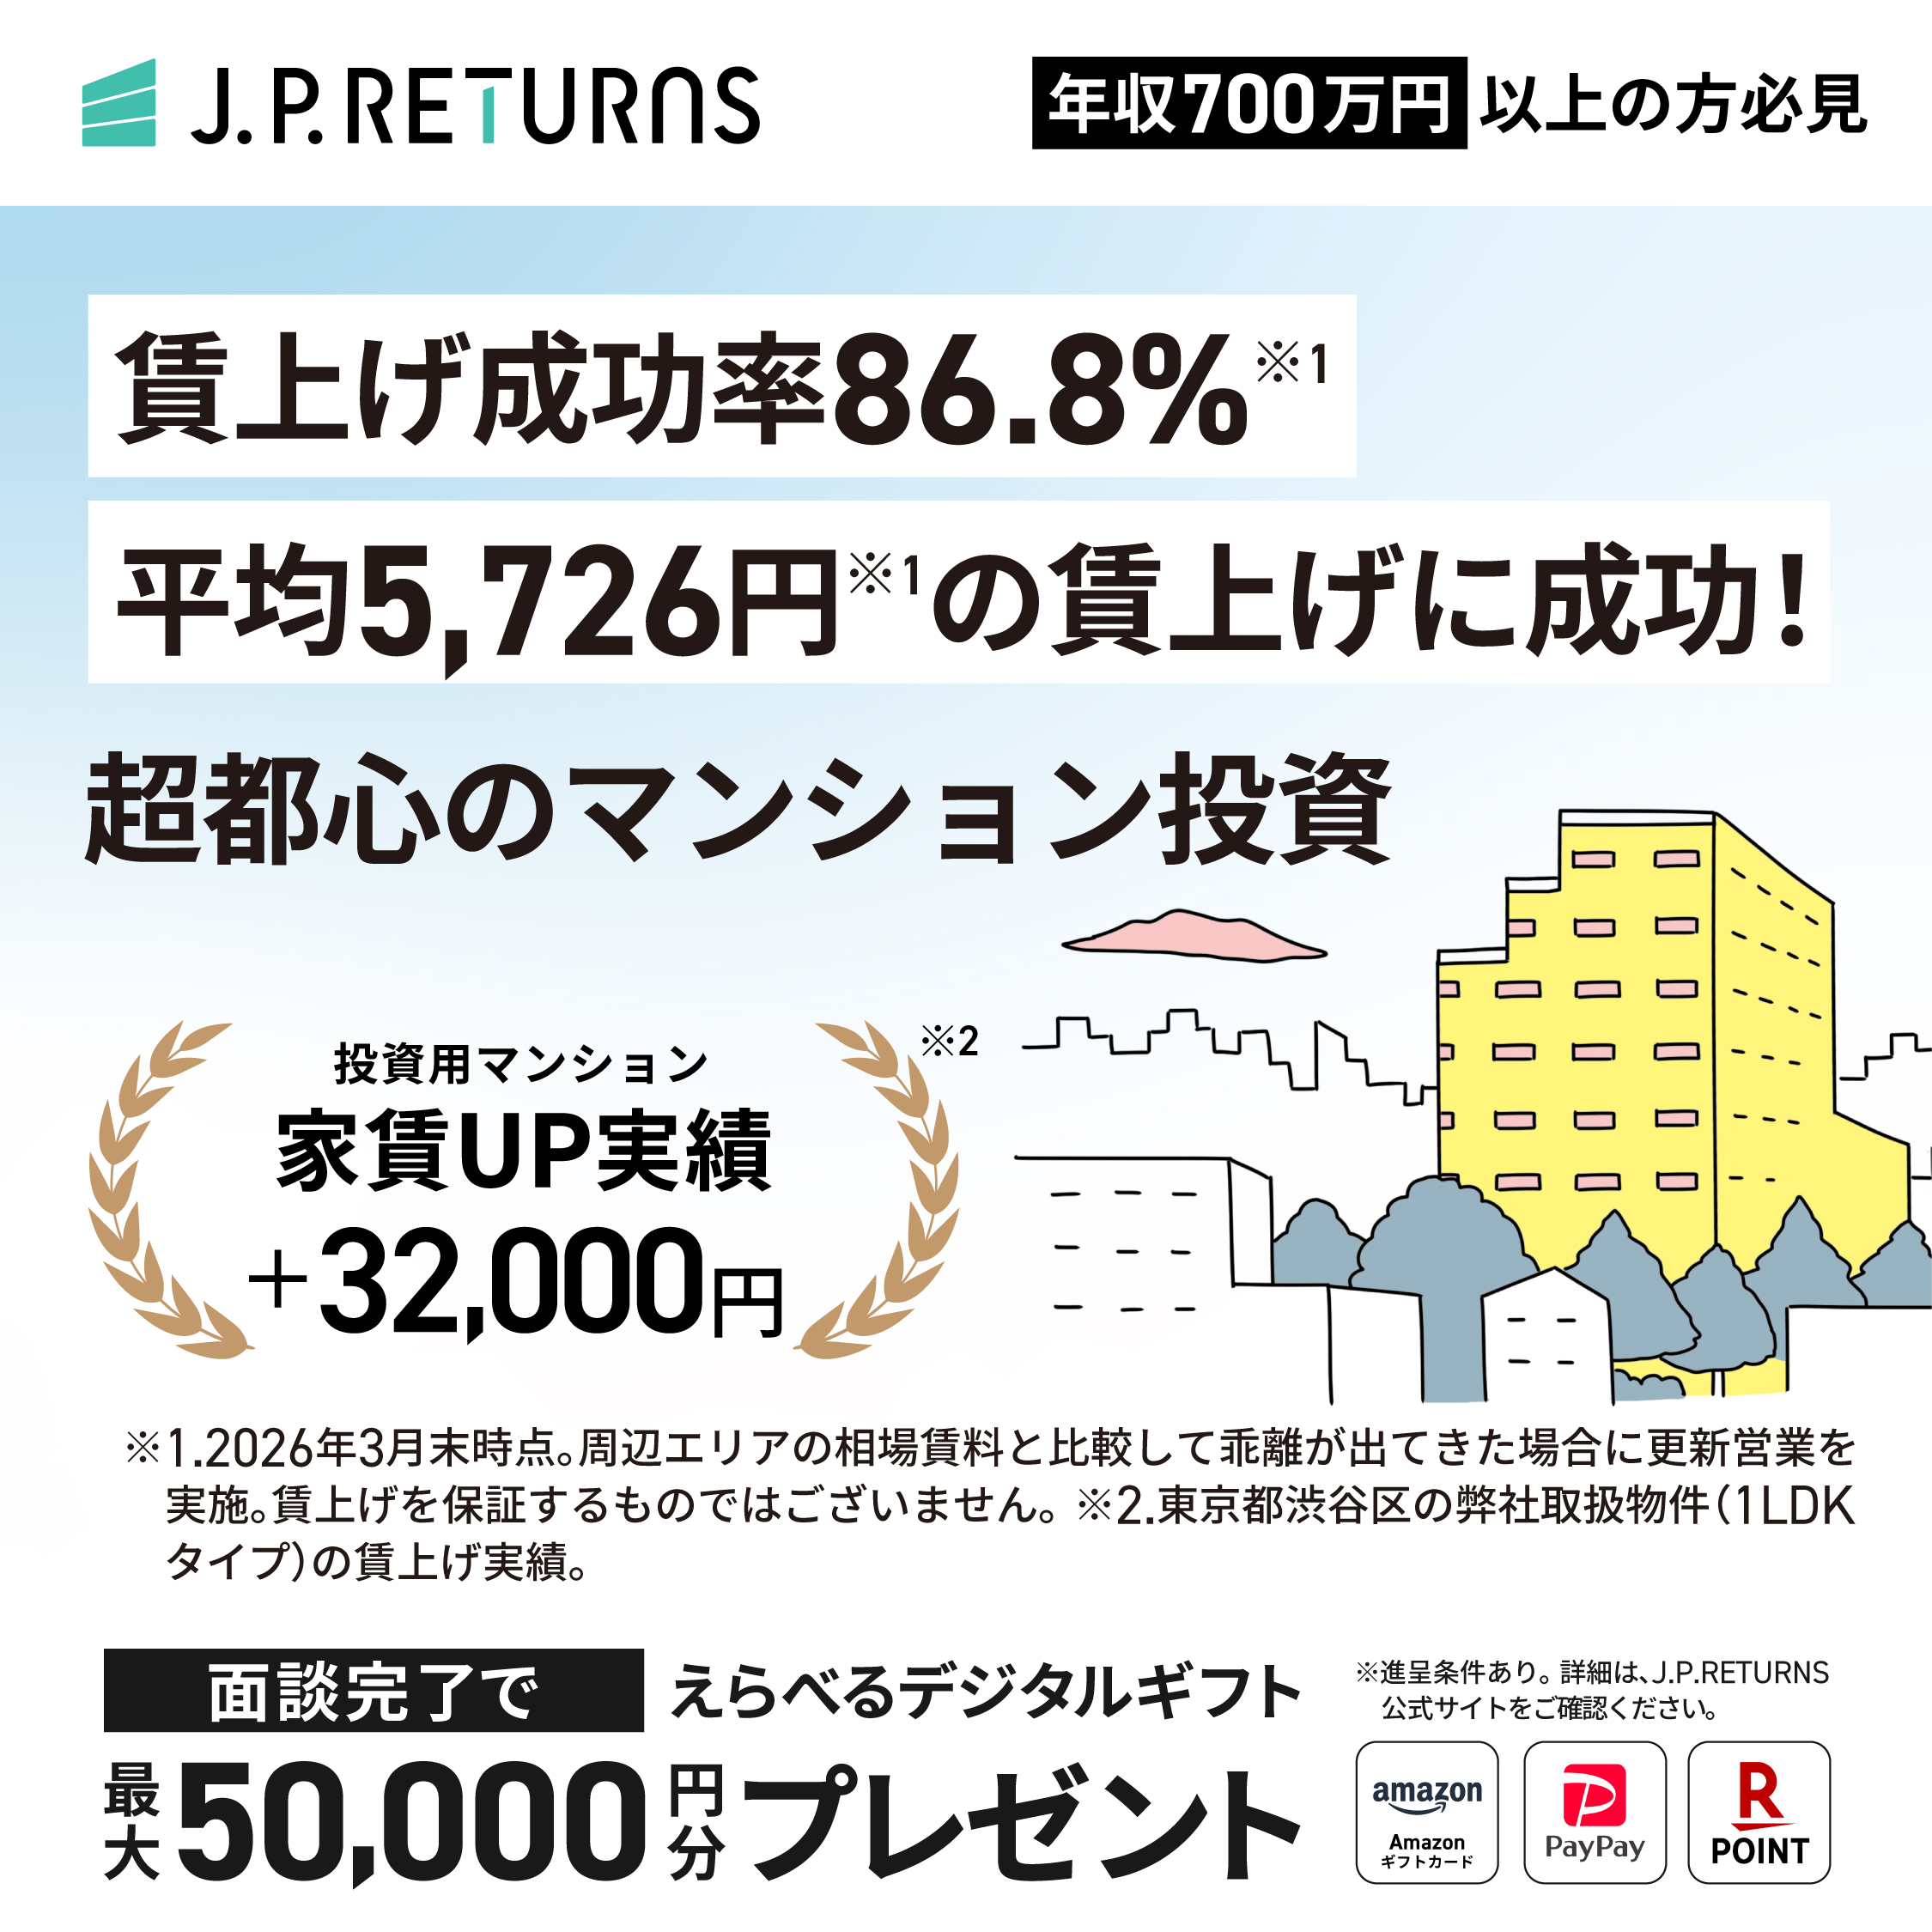 J.P.RETURNS
年収700万円以上の方必見
賃上げ成功率86.8%※1
平均5,726円※1の賃上げに成功！
超都心のマンション投資
※2
投資用マンション
家賃UP実績
+32,000円
※1.2026年3月末時点。周辺エリアの相場賃料と比較して乖離が出てきた場合に更新営業を
実施。賃上げを保証するものではございません。※2.東京都渋谷区の弊社取扱物件（1LDK
タイプ）の賃上げ実績。
面談完了で えらべるデジタルギフト
最大50,000円分プレゼント
※進呈条件あり。詳細は、J.P.RETURNS
公式サイトをご確認ください。
amazon
Amazon
ギフトカード
P
PayPay
R
POINT